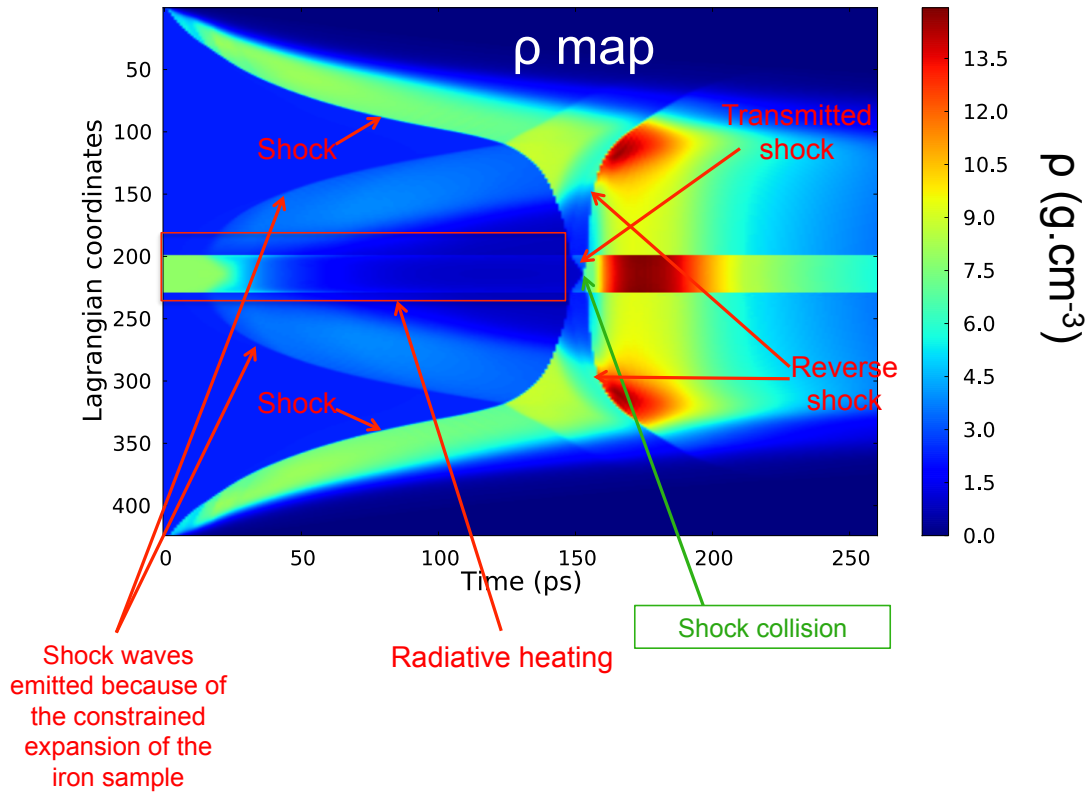 ρ map
50
100
150
200
250
300
350
400
Lagrangian coordinates
0
50
100
150
200
250
Time (ps)
13.5
12.0
10.5
9.0
7.5
6.0
4.5
3.0
1.5
0.0
ρ (g.cm-3)
Shock
Transmitted
shock
Shock
Reverse
shock
Shock collision
Radiative heating
Shock waves
emitted because of
the constrained
expansion of the
iron sample